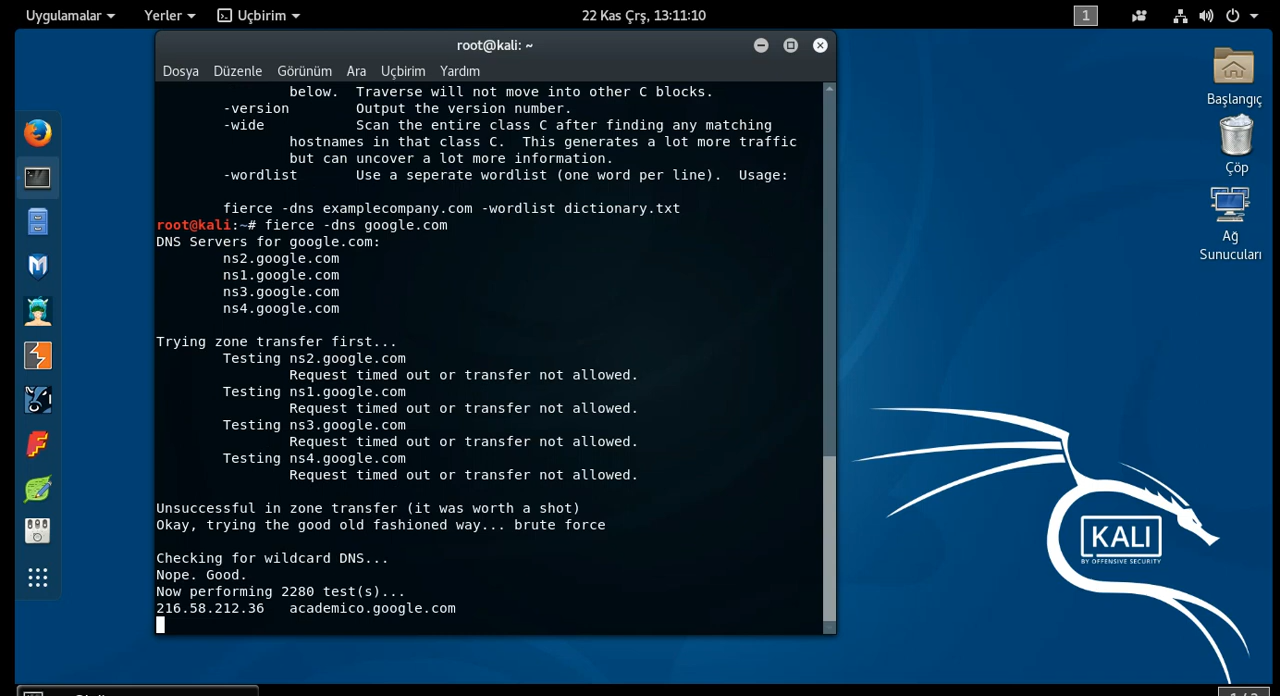 Uygulamalar Yerler Uçbirim 22 Kas Çrş, 13:11:10 1
root@kali: ~
Dosya Düzenle Görünüm Ara Uçbirim Yardım
below.  Traverse will not move into other C blocks.
-version        Output the version number.
-wide           Scan the entire class C after finding any matching
hostnames in that class C.  This generates a lot more traffic
but can uncover a lot more information.
-wordlist       Use a seperate wordlist (one word per line).  Usage:
fierce -dns examplecompany.com -wordlist dictionary.txt
root@kali:~# fierce -dns google.com
DNS Servers for google.com:
ns2.google.com
ns1.google.com
ns3.google.com
ns4.google.com
Trying zone transfer first...
Testing ns2.google.com
Request timed out or transfer not allowed.
Testing ns1.google.com
Request timed out or transfer not allowed.
Testing ns3.google.com
Request timed out or transfer not allowed.
Testing ns4.google.com
Request timed out or transfer not allowed.
Unsuccessful in zone transfer (it was worth a shot)
Okay, trying the good old fashioned way... brute force
Checking for wildcard DNS...
Nope. Good.
Now performing 2280 test(s)...
216.58.212.36   academico.google.com
Başlangıç
Çöp
Ağ
Sunucuları
KALI
BY OFFENSIVE SECURITY